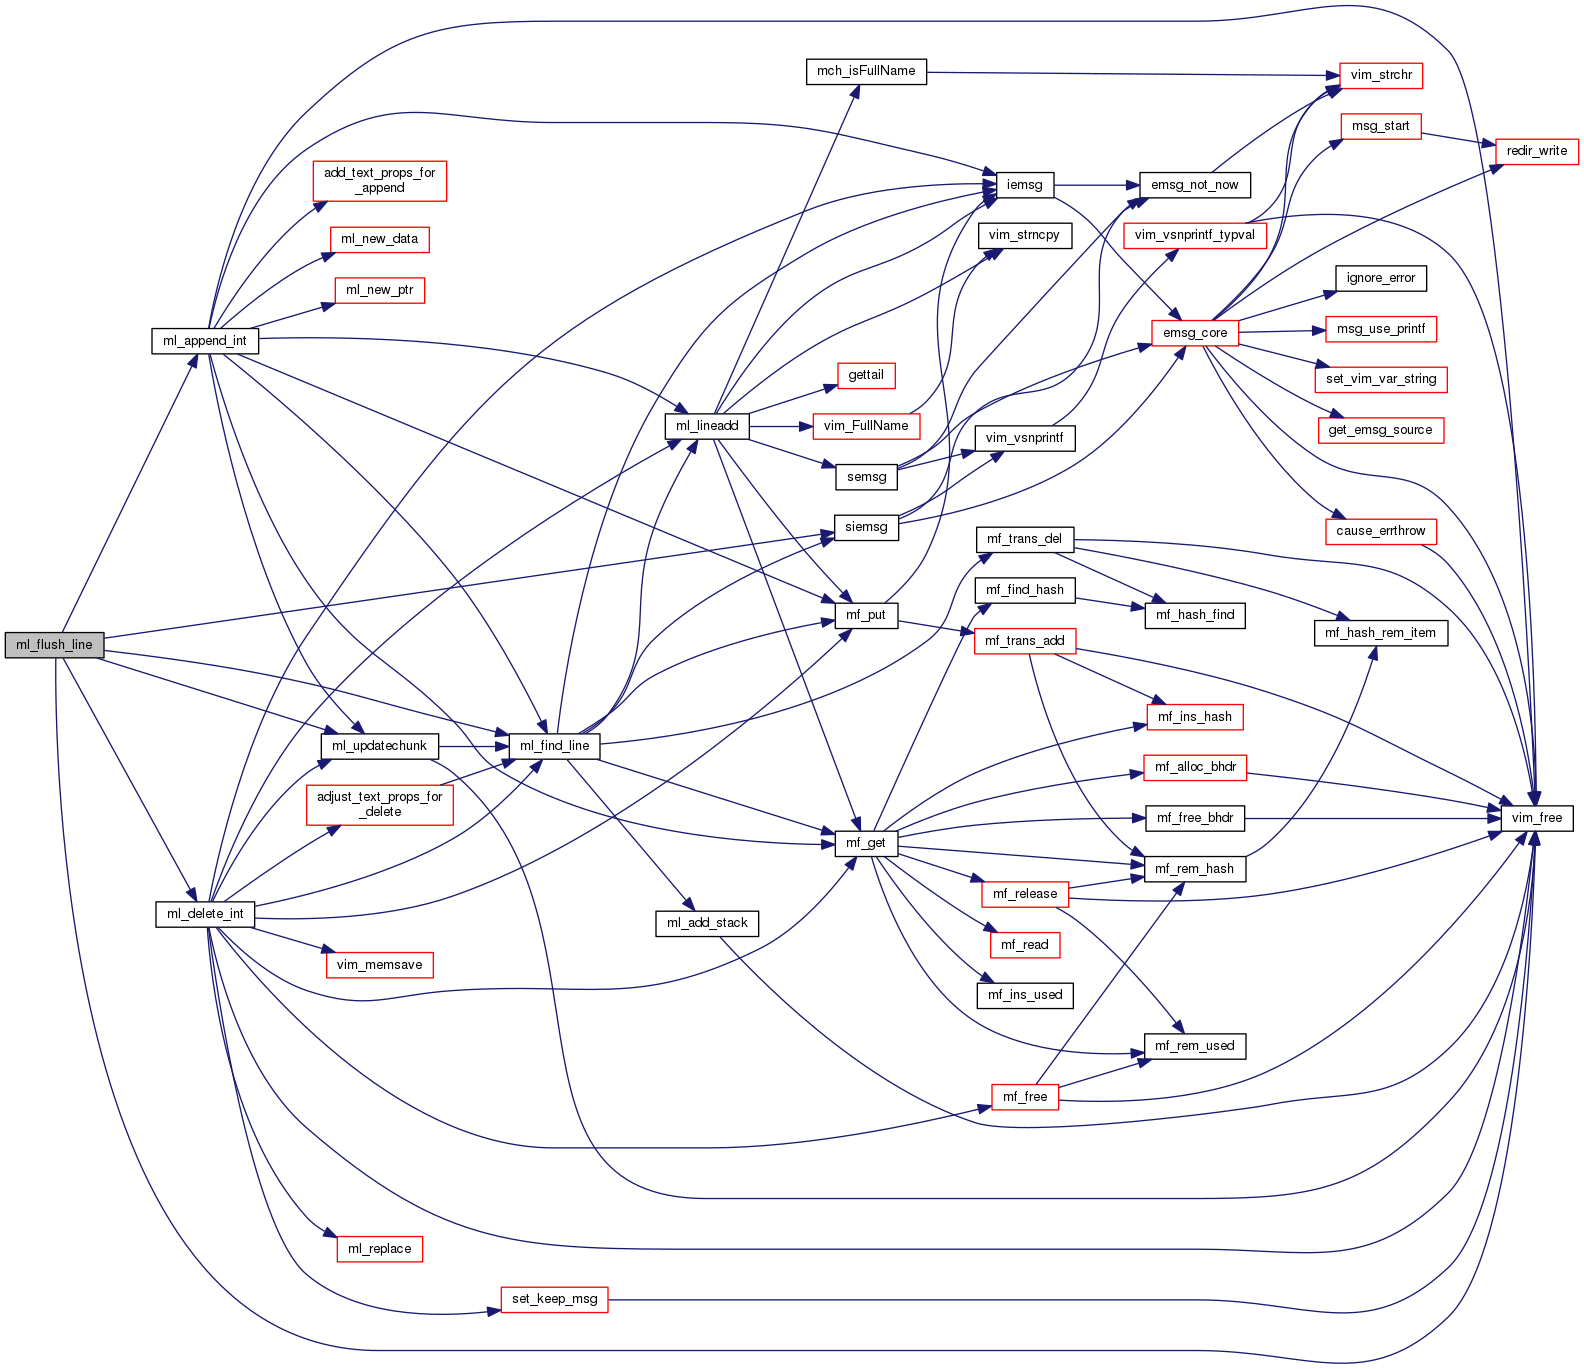 ml_flush_line
ml_append_int
ml_delete_int
add_text_props_for
_append
ml_new_data
ml_new_ptr
ml_updatechunk
adjust_text_props_for
_delete
vim_memsave
ml_replace
ml_find_line
set_keep_msg
ml_lineadd
ml_add_stack
mch_isFullName
gettail
vim_FullName
semsg
siemsg
mf_put
mf_get
iemsg
vim_strncpy
vim_vsnprintf
mf_trans_del
mf_find_hash
mf_trans_add
mf_release
mf_read
mf_ins_used
mf_free
emsg_not_now
vim_vsnprintf_typval
emsg_core
mf_hash_find
mf_ins_hash
mf_alloc_bhdr
mf_free_bhdr
mf_rem_hash
mf_rem_used
vim_strchr
msg_start
ignore_error
msg_use_printf
set_vim_var_string
get_emsg_source
cause_errthrow
mf_hash_rem_item
redir_write
vim_free